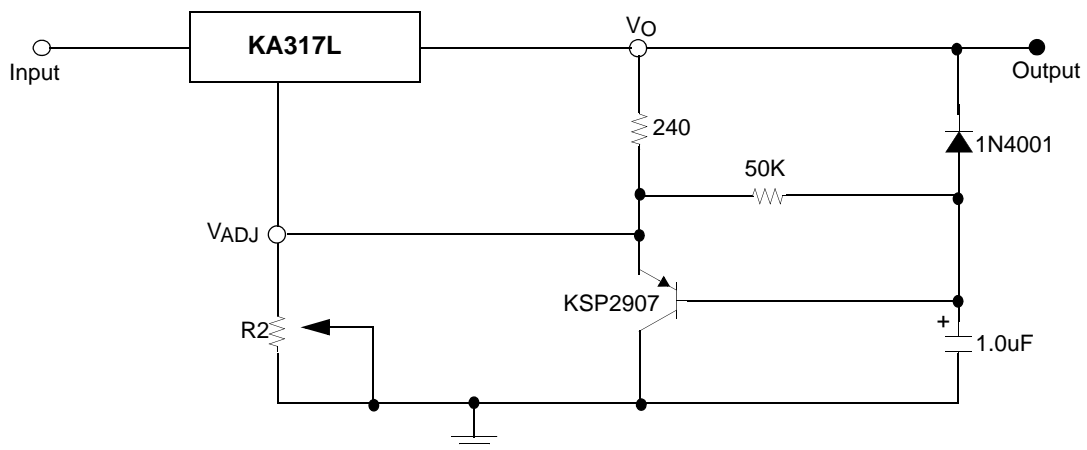 KA317L
VO
Input
Output
240
1N4001
50K
VADJ
KSP2907
R2
+
1.0uF